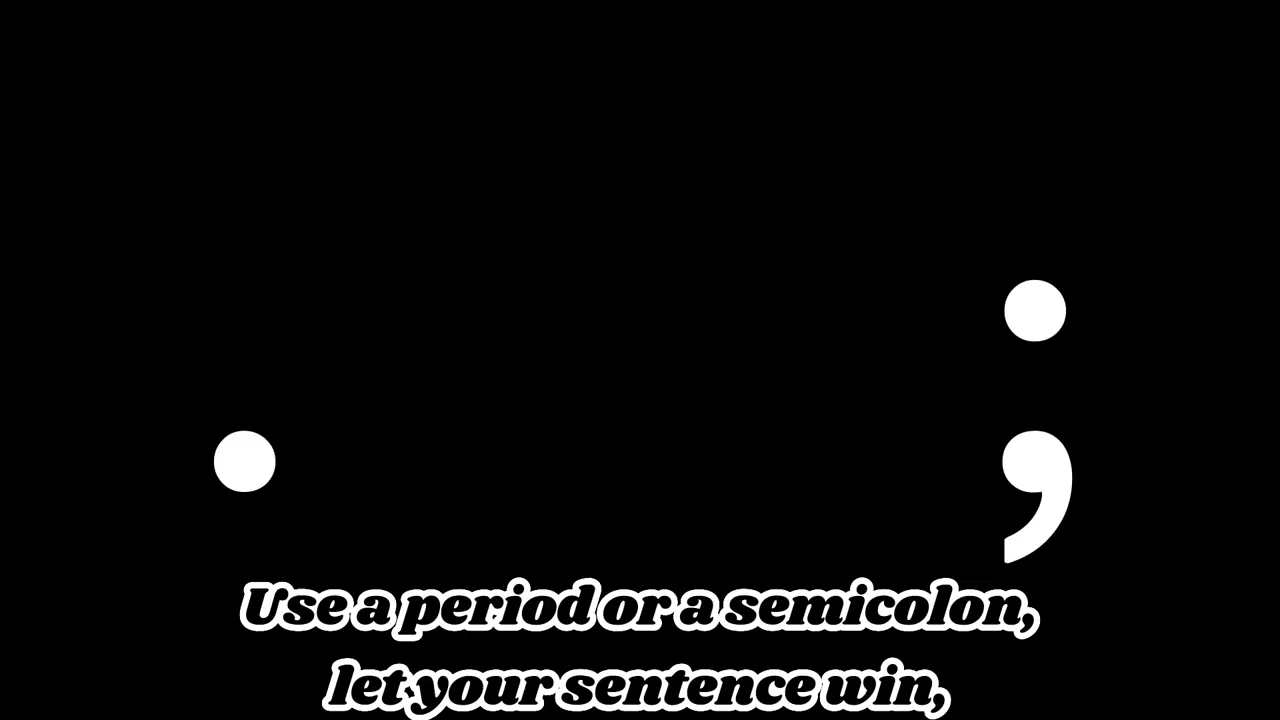 . ;
Use a period or a semicolon,
let your sentence win,